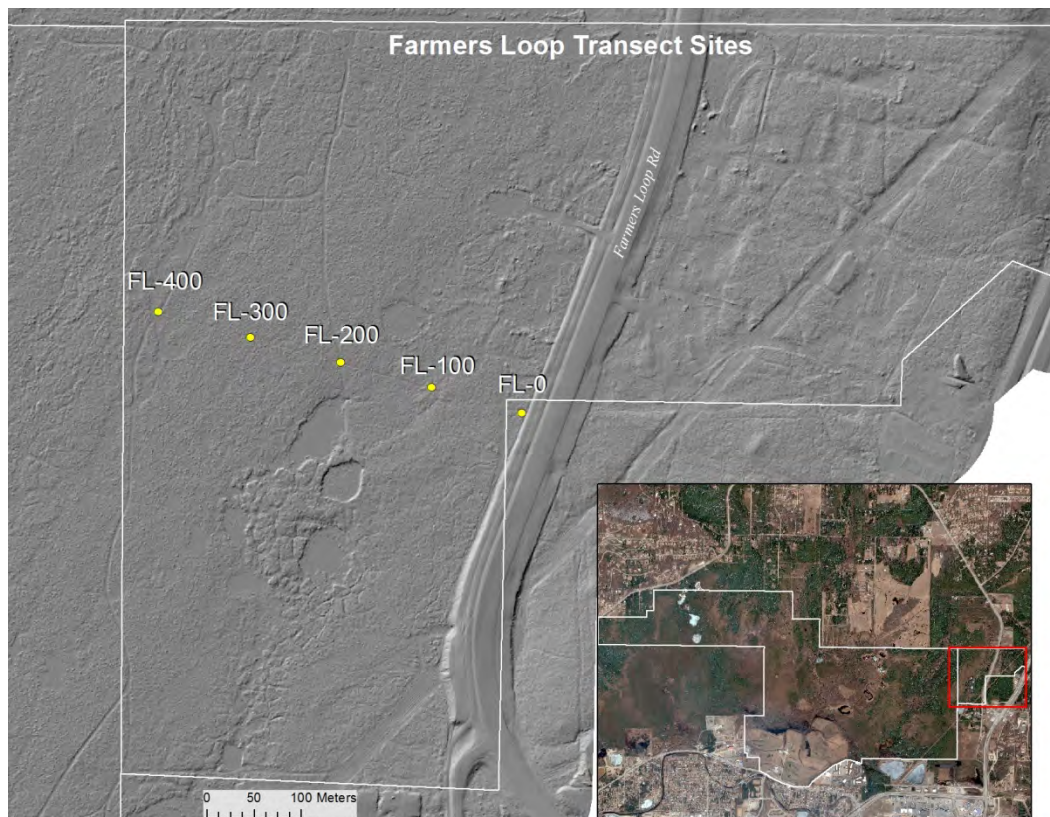 Farmers Loop Transect Sites
Farmers Loop Rd
FL-400
FL-300
FL-200
FL-100
FL-0
0 50 100 Meters